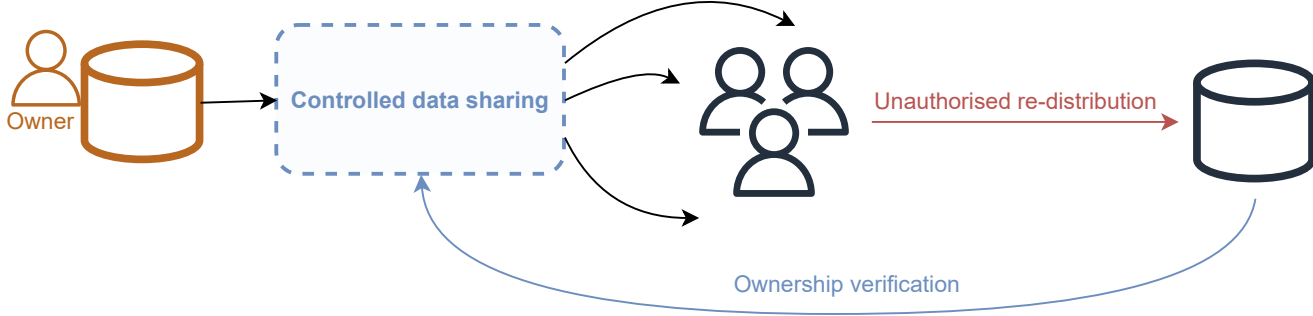 Owner
Controlled data sharing
Unauthorised re-distribution
Ownership verification